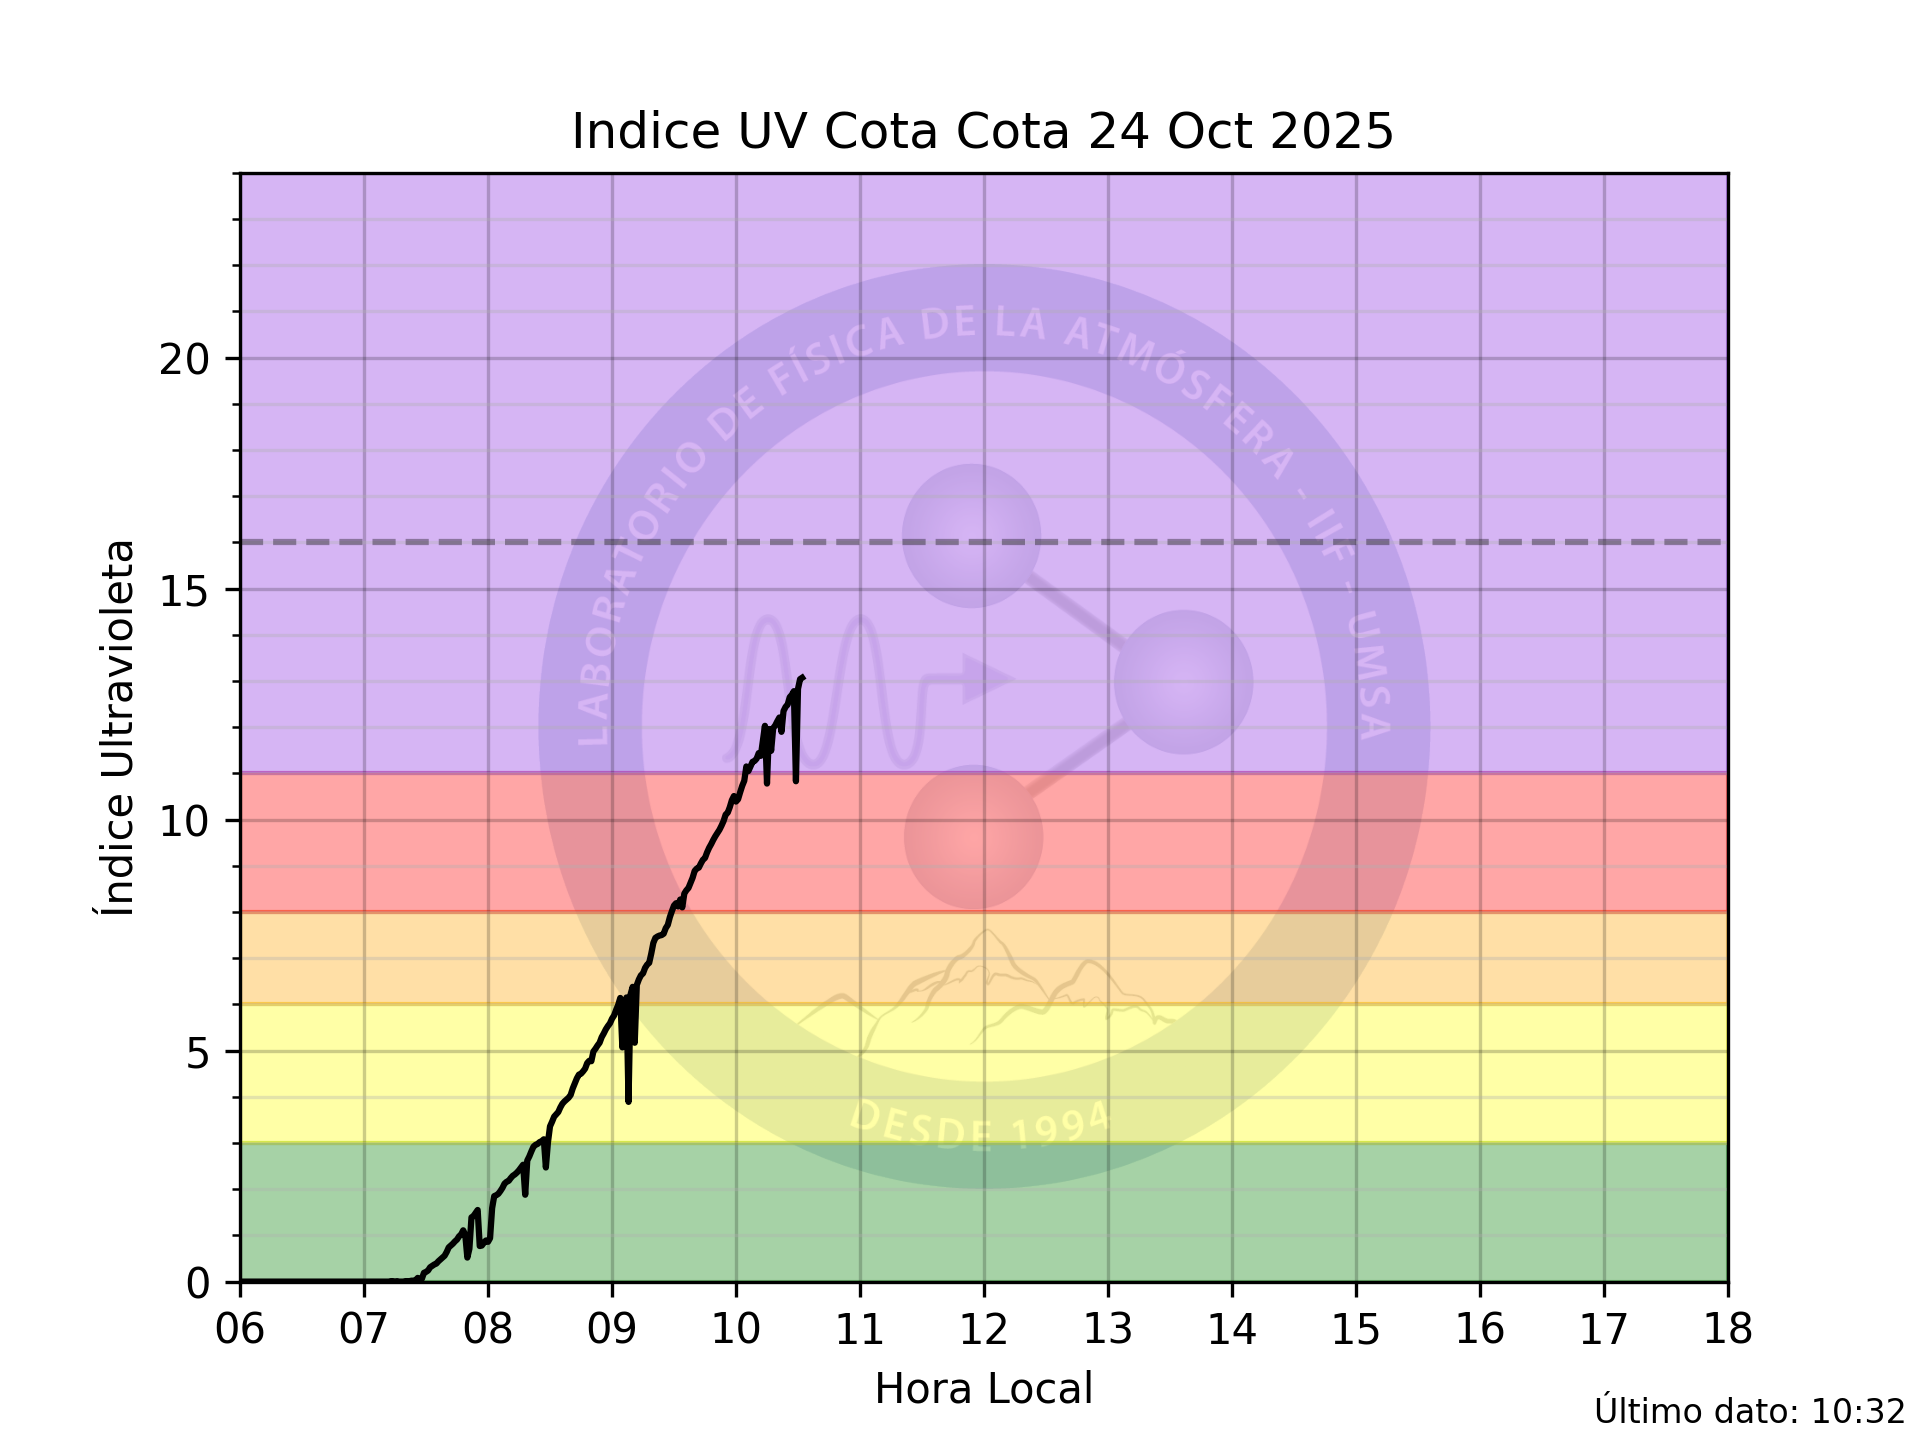 Indice UV Cota Cota 24 Oct 2025
LABORATORIO DE FÍSICA DE LA ATMÓSFERA - IIF - UMSA
DESDE 1994
Índice Ultravioleta
20
15
10
5
0
06 07 08 09 10 11 12 13 14 15 16 17 18
Hora Local
Último dato: 10:32